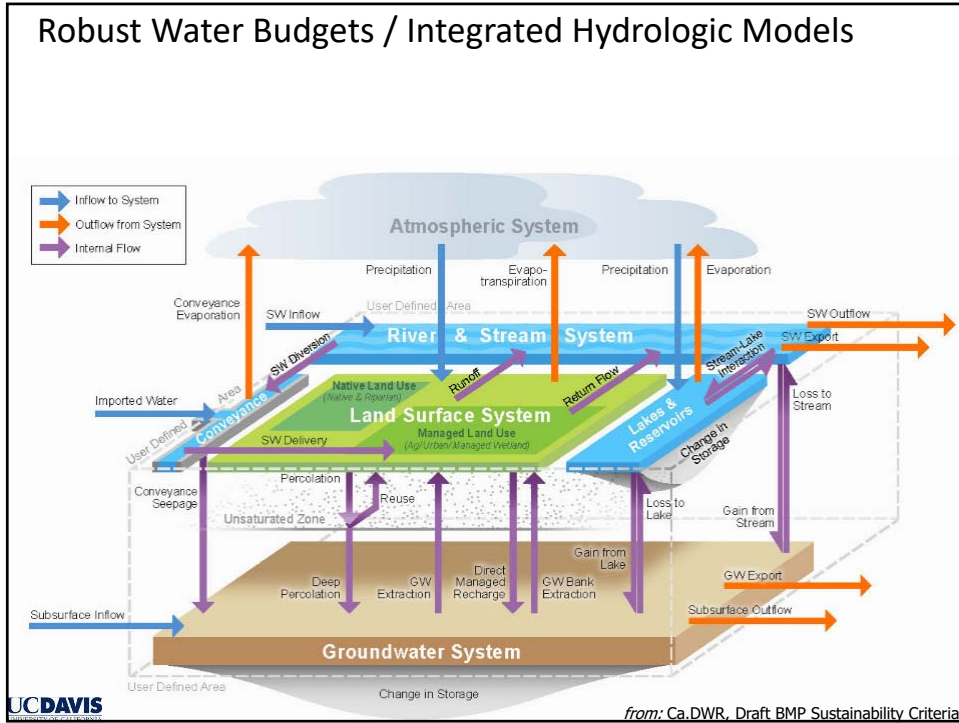 Robust Water Budgets / Integrated Hydrologic Models
Inflow to System
Outflow from System
Internal Flow
Atmospheric System
Precipitation
Evapo-
transpiration
Precipitation
Evaporation
Conveyance
Evaporation
User Defined Area
SW Inflow
SW Outflow
SW Export
River & Stream System
SW Diversion
Stream-Lake
Interaction
Runoff
Return Flow
Native Land Use
(Native & Riparian)
Loss to
Stream
Imported Water
User Defined Area
Conveyance
Land Surface System
Lakes &
Reservoirs
Managed Land Use
(Ag/Urban/Managed Wetland)
SW Delivery
Change in
Storage
Conveyance
Seepage
Percolation
Reuse
Loss to
Lake
Unsaturated Zone
Gain from
Stream
Gain from
Lake
Deep
Percolation
GW
Extraction
Direct
Managed
Recharge
GW Bank
Extraction
GW Export
Subsurface Inflow
Subsurface Outflow
Groundwater System
User Defined Area
Change in Storage
UCDAVIS
UNIVERSITY OF CALIFORNIA
from: Ca.DWR, Draft BMP Sustainability Criteria